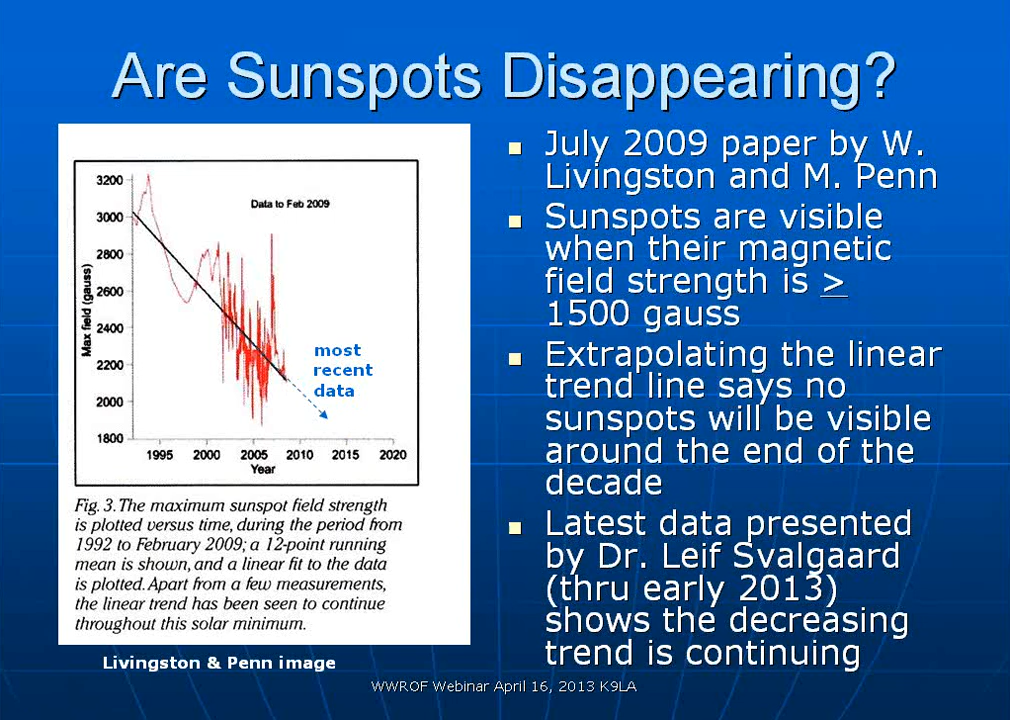 Are Sunspots Disappearing?
3200
3000
2800
2600
2400
2200
2000
1800
Max field (gauss)
Data to Feb 2009
most
recent
data
1995 2000 2005 2010 2015 2020
Year
Fig. 3. The maximum sunspot field strength
is plotted versus time, during the period from
1992 to February 2009; a 12-point running
mean is shown, and a linear fit to the data
is plotted. Apart from a few measurements,
the linear trend has been seen to continue
throughout this solar minimum.
Livingston & Penn image
July 2009 paper by W.
Livingston and M. Penn
Sunspots are visible
when their magnetic
field strength is >
1500 gauss
Extrapolating the linear
trend line says no
sunspots will be visible
around the end of the
decade
Latest data presented
by Dr. Leif Svalgaard
(thru early 2013)
shows the decreasing
trend is continuing
WWROF Webinar April 16, 2013 K9LA